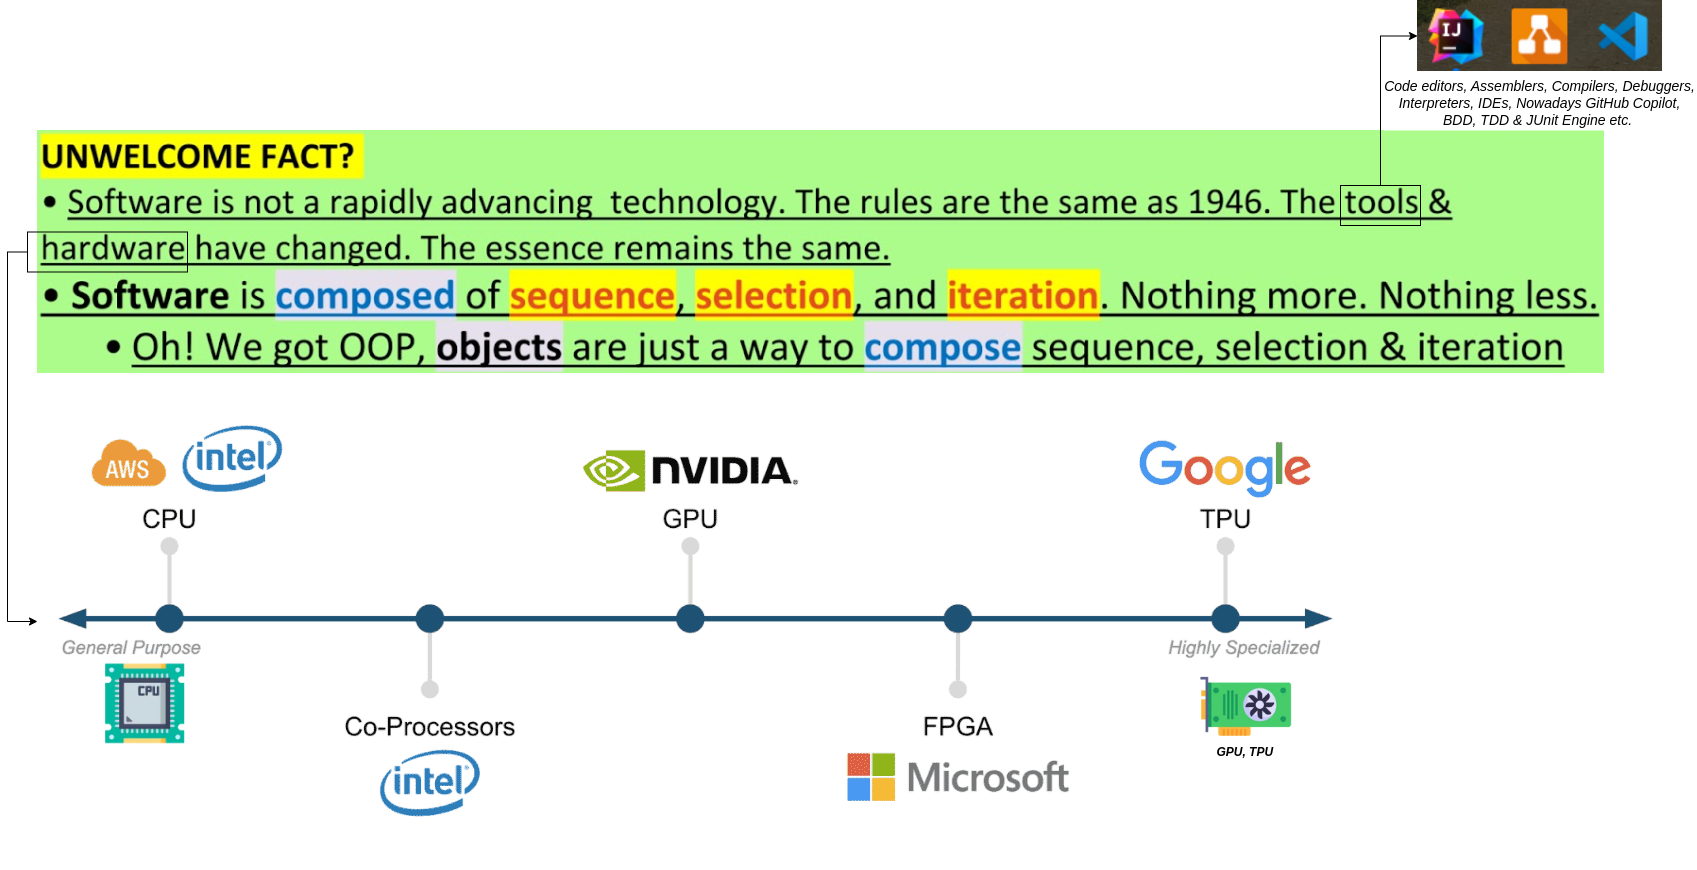 IJ
Code editors, Assemblers, Compilers, Debuggers,
Interpreters, IDEs, Nowadays GitHub Copilot,
BDD, TDD & JUnit Engine etc.
UNWELCOME FACT?
• Software is not a rapidly advancing  technology. The rules are the same as 1946. The tools &
hardware have changed. The essence remains the same.
• Software is composed of sequence, selection, and iteration. Nothing more. Nothing less.
• Oh! We got OOP, objects are just a way to compose sequence, selection & iteration
AWS
intel
NVIDIA
Google
CPU
GPU
TPU
General Purpose
Highly Specialized
CPU
Co-Processors
FPGA
GPU, TPU
intel
Microsoft